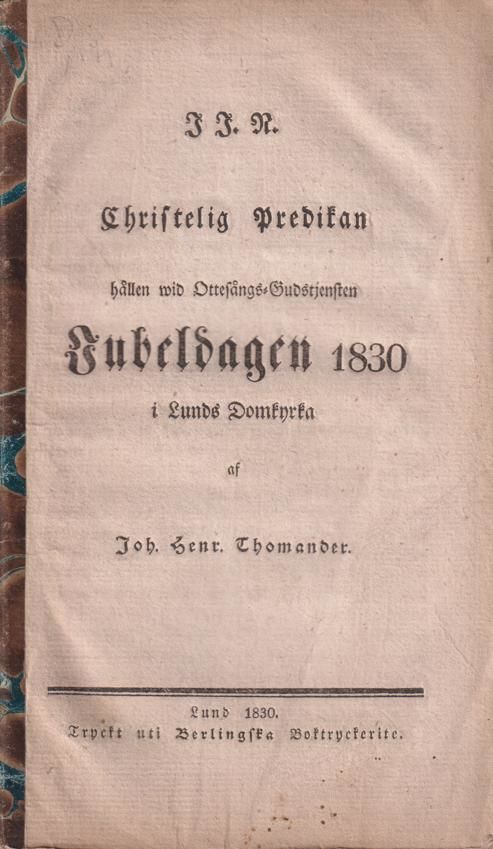 J J. N.
Christelig Predikan
hållen wid Ottesångs-Gudstjensten
Jubeldagen 1830
i Lunds Domkyrka
af
Joh. Henr. Thomander.
Lund 1830.
Tryckt uti Berlingska Boktryckerite.